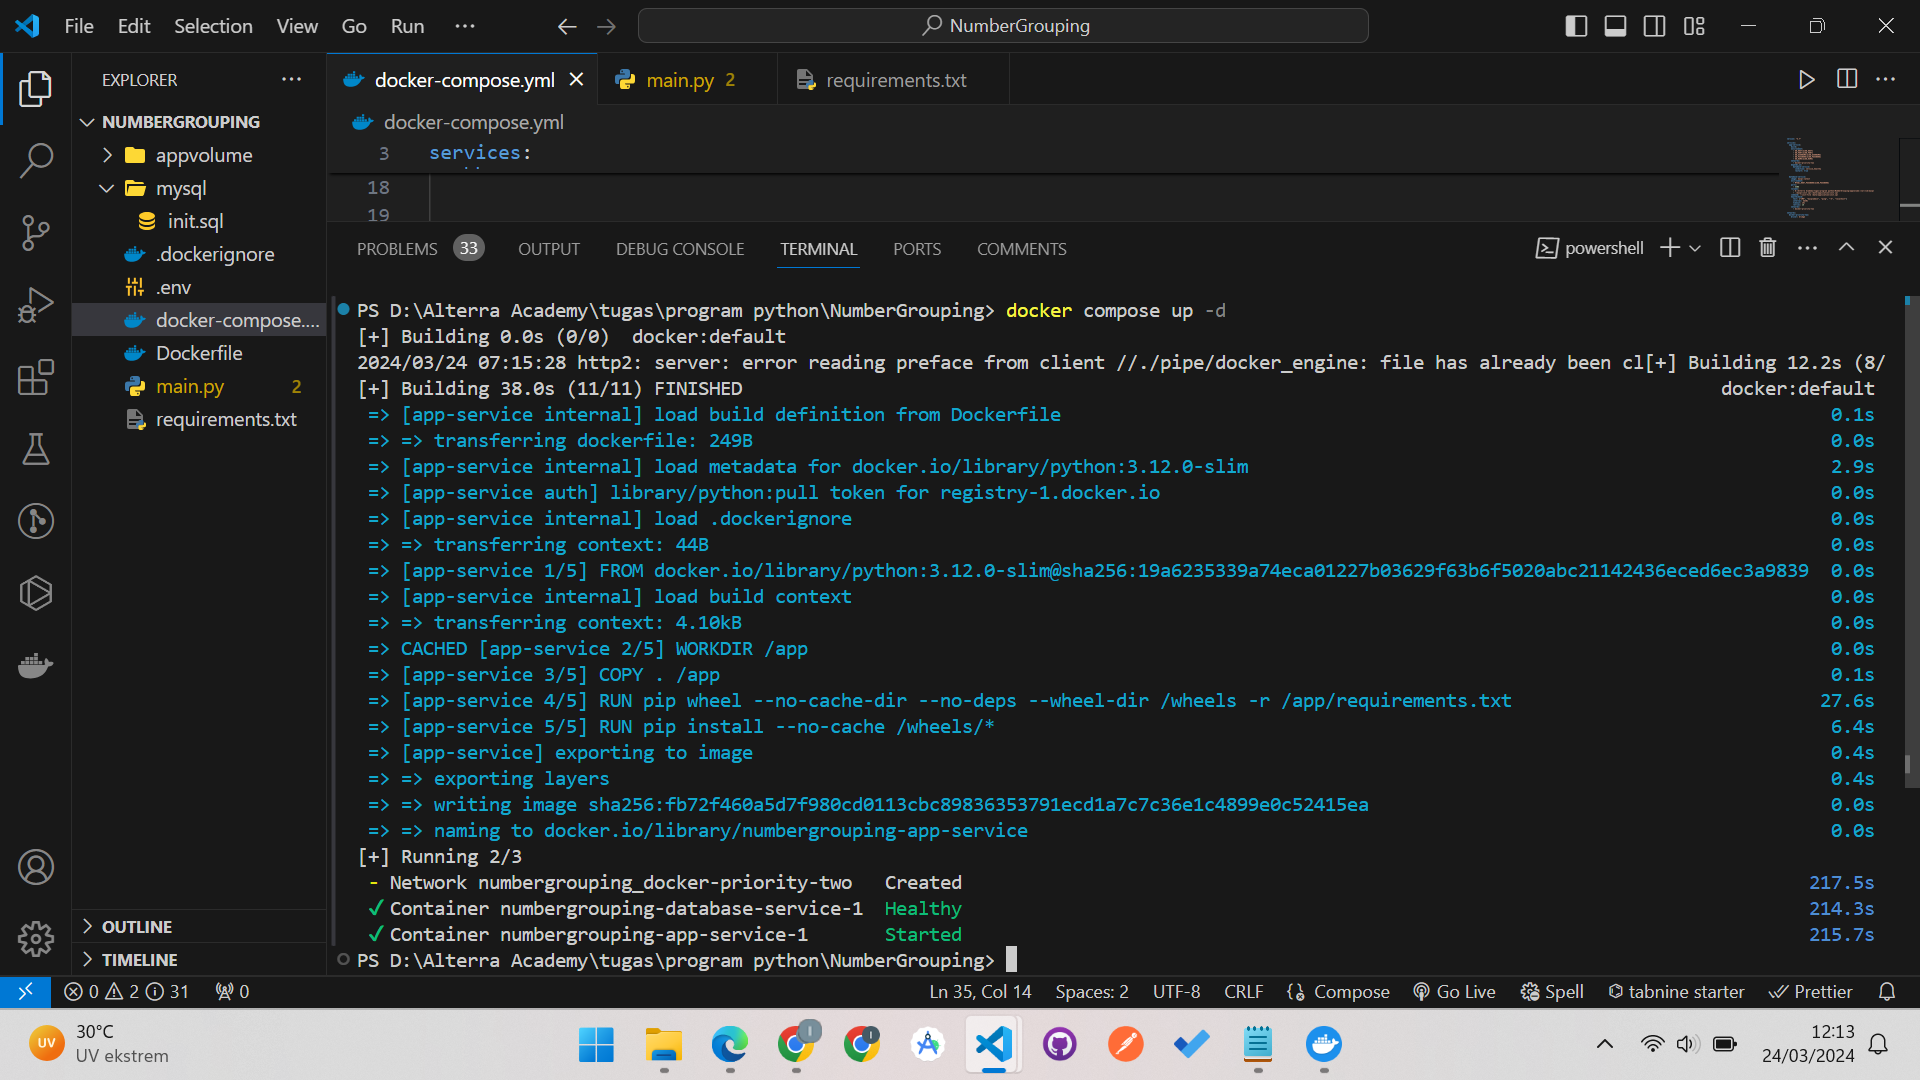 File Edit Selection View Go Run ···
NumberGrouping
EXPLORER
NUMBERGROUPING
appvolume
mysql
init.sql
.dockerignore
.env
docker-compose....
Dockerfile
main.py 2
requirements.txt
OUTLINE
TIMELINE
docker-compose.yml
main.py 2
requirements.txt
docker-compose.yml
3 services:
18
19
PROBLEMS 33 OUTPUT DEBUG CONSOLE TERMINAL PORTS COMMENTS
powershell
PS D:\Alterra Academy\tugas\program python\NumberGrouping> docker compose up -d
[+] Building 0.0s (0/0) docker:default
2024/03/24 07:15:28 http2: server: error reading preface from client //./pipe/docker_engine: file has already been cl[+] Building 12.2s (8/
[+] Building 38.0s (11/11) FINISHED docker:default
=> [app-service internal] load build definition from Dockerfile 0.1s
=> => transferring dockerfile: 249B 0.0s
=> [app-service internal] load metadata for docker.io/library/python:3.12.0-slim 2.9s
=> [app-service auth] library/python:pull token for registry-1.docker.io 0.0s
=> [app-service internal] load .dockerignore 0.0s
=> => transferring context: 44B 0.0s
=> [app-service 1/5] FROM docker.io/library/python:3.12.0-slim@sha256:19a6235339a74eca01227b03629f63b6f5020abc21142436eced6ec3a9839 0.0s
=> [app-service internal] load build context 0.0s
=> => transferring context: 4.10kB 0.0s
=> CACHED [app-service 2/5] WORKDIR /app 0.0s
=> [app-service 3/5] COPY . /app 0.1s
=> [app-service 4/5] RUN pip wheel --no-cache-dir --no-deps --wheel-dir /wheels -r /app/requirements.txt 27.6s
=> [app-service 5/5] RUN pip install --no-cache /wheels/* 6.4s
=> [app-service] exporting to image 0.4s
=> => exporting layers 0.4s
=> => writing image sha256:fb72f460a5d7f980cd0113cbc89836353791ecd1a7c7c36e1c4899e0c52415ea 0.0s
=> => naming to docker.io/library/numbergrouping-app-service 0.0s
[+] Running 2/3
- Network numbergrouping_docker-priority-two Created 217.5s
✓ Container numbergrouping-database-service-1 Healthy 214.3s
✓ Container numbergrouping-app-service-1 Started 215.7s
PS D:\Alterra Academy\tugas\program python\NumberGrouping>
0 2 31 0 Ln 35, Col 14 Spaces: 2 UTF-8 CRLF Compose Go Live Spell tabnine starter Prettier
UV
30°C
UV ekstrem
12:13
24/03/2024